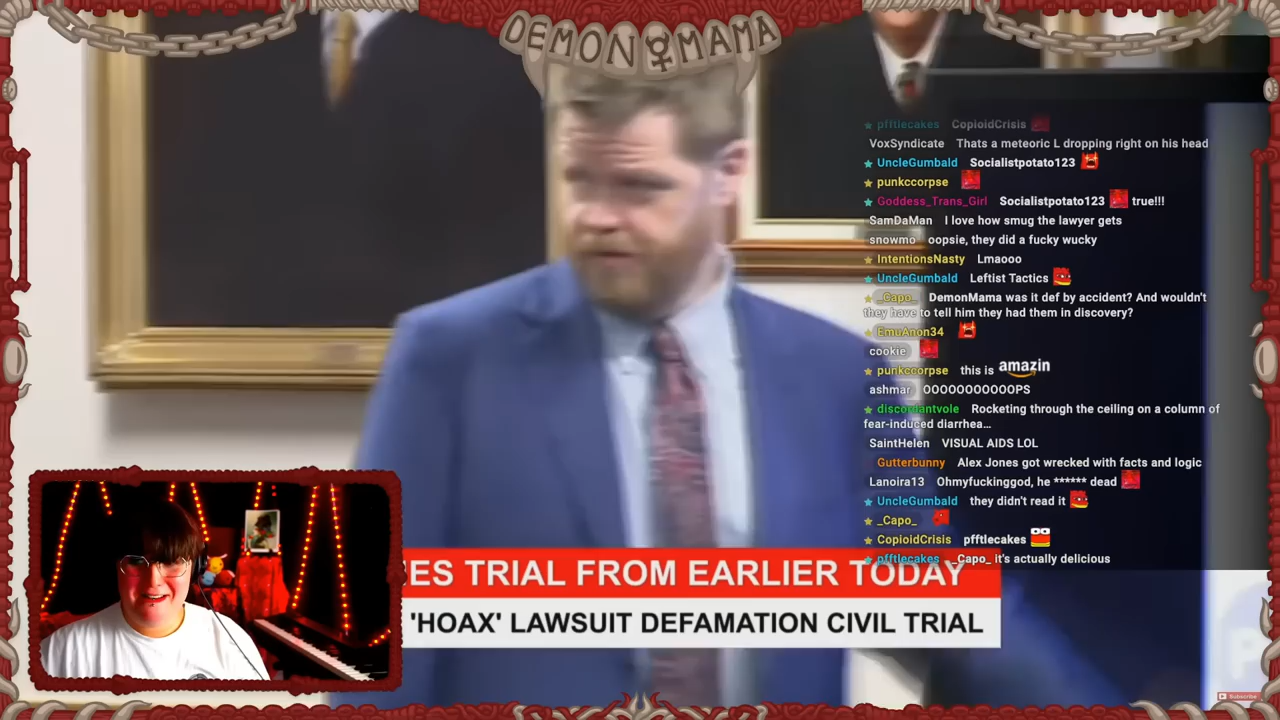 DEMON MAMA
pfftlecakes CopioidCrisis
VoxSyndicate Thats a meteoric L dropping right on his head
UncleGumbald Socialistpotato123
punkccorpse
Goddess_Trans_Girl Socialistpotato123 true!!!
SamDaMan I love how smug the lawyer gets
snowmo oopsie, they did a fucky wucky
IntentionsNasty Lmaooo
UncleGumbald Leftist Tactics
_Capo_ DemonMama was it def by accident? And wouldn't
they have to tell him they had them in discovery?
EmuAnon34
cookie
punkccorpse this is amazin
ashmar OOOOOOOOOOOPS
discordantvole Rocketing through the ceiling on a column of
fear-induced diarrhea…
SaintHelen VISUAL AIDS LOL
Gutterbunny Alex Jones got wrecked with facts and logic
Lanoira13 Ohmyfuckinggod, he ****** dead
UncleGumbald they didn't read it
_Capo_
CopioidCrisis pfftlecakes
pfftlecakes _Capo_ it's actually delicious
ES TRIAL FROM EARLIER TODAY
'HOAX' LAWSUIT DEFAMATION CIVIL TRIAL
Subscribe